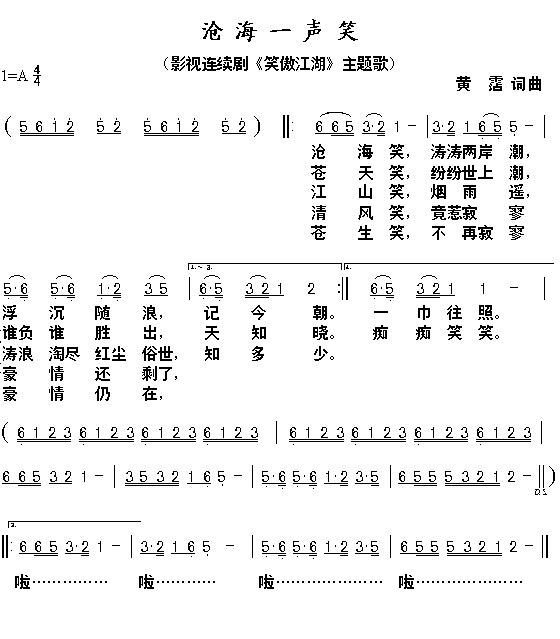 沧海一声笑
(影视连续剧《笑傲江湖》主题歌)
1=A 4/4
黄霑 词曲
( 5 6 1 2 5 2 5 6 1 2 5 2 ) ‖: 6 6 5 3·2 1 − | 3·2 1 6 5 5 − |
沧 海 笑, 涛涛两岸 潮,
苍 天 笑, 纷纷世上 潮,
江 山 笑, 烟 雨 遥,
清 风 笑, 竟惹寂 寥
苍 生 笑, 不 再寂 寥
1.~ 3. 4.
5·6 5·6 1·2 3 5 | 6·5 3 2 1 2 :‖ 6·5 3 2 1 1 − |
浮 沉 随 浪, 记 今 朝。 一 巾 往 照。
谁负 谁 胜 出, 天 知 晓。 痴 痴 笑 笑。
涛浪 淘尽 红尘 俗世, 知 多 少。
豪 情 还 剩了,
豪 情 仍 在,
( 6 1 2 3 6 1 2 3 6 1 2 3 6 1 2 3 | 6 1 2 3 6 1 2 3 6 1 2 3 6 1 2 3
6 6 5 3 2 1 − | 3 5 3 2 1 6 5 − | 5·6 5·6 1·2 3 5 | 6 5 5 5 3 2 1 2 − ‖ )
D.S.
‖: 6 6 5 3·2 1 − | 3·2 1 6 5 − | 5·6 5·6 1·2 3 5 | 6 5 5 5 3 2 1 2 − ‖
啦…………… 啦………… 啦……………… 啦…………………